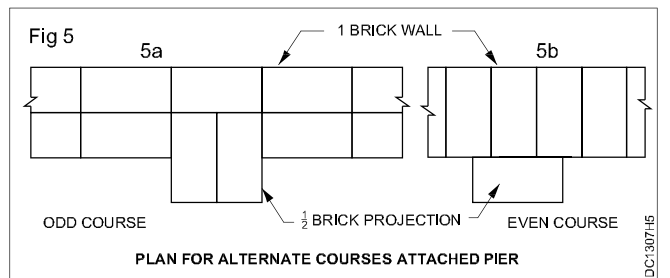 Fig 5
1 BRICK WALL
5a
5b
ODD COURSE
½ BRICK PROJECTION
EVEN COURSE
PLAN FOR ALTERNATE COURSES ATTACHED PIER
DC1307H5